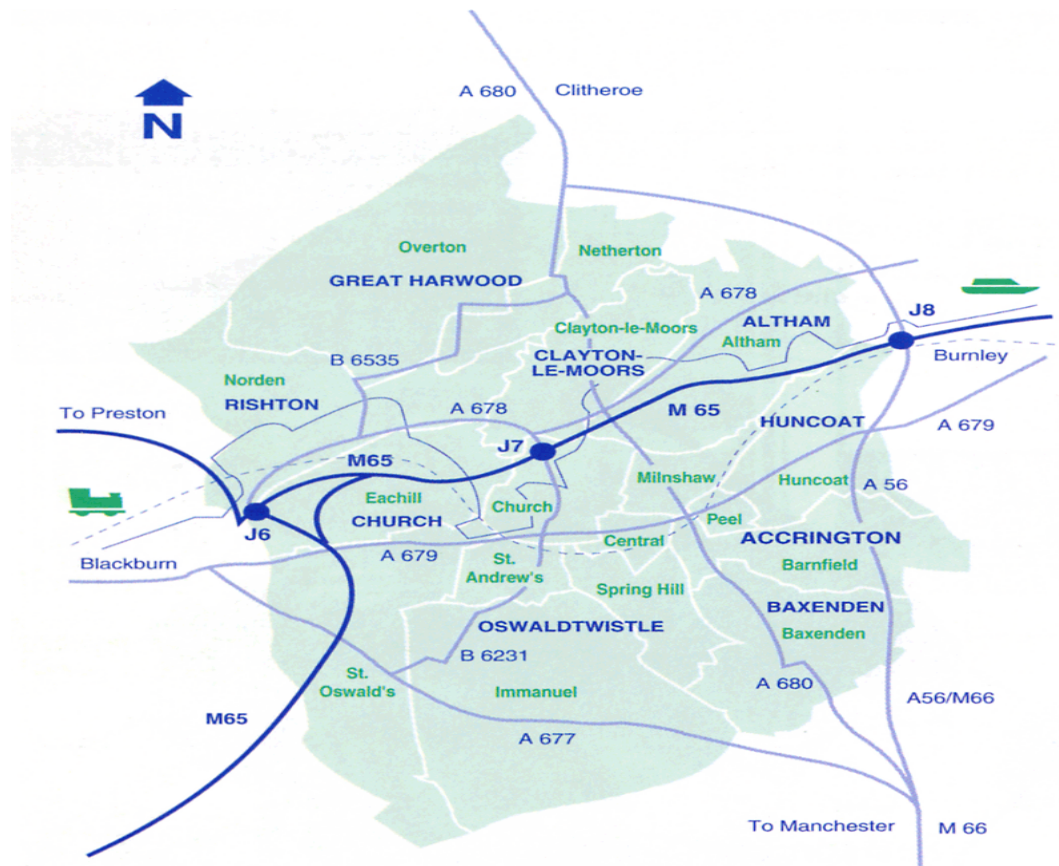 A 680
Clitheroe
N
Overton
Netherton
GREAT HARWOOD
A 678
J8
ALTHAM
Clayton-le-Moors
Altham
CLAYTON-
LE-MOORS
Burnley
B 6535
Norden
RISHTON
To Preston
A 678
M 65
HUNCOAT
A 679
J7
M65
Milnshaw
Huncoat
A 56
Eachill
Church
CHURCH
Peel
J6
Central
ACCRINGTON
A 679
Blackburn
St.
Andrew's
Barnfield
Spring Hill
BAXENDEN
OSWALDTWISTLE
Baxenden
B 6231
St.
Oswald's
Immanuel
A 680
A56/M66
M65
A 677
To Manchester
M 66